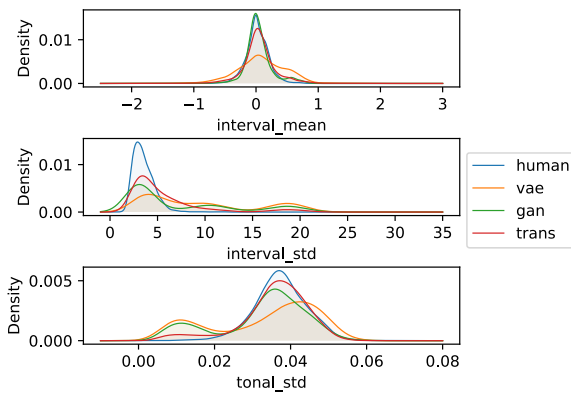 Density
0.01
0.00
−2 −1 0 1 2 3
interval_mean
Density
0.01
0.00
0 5 10 15 20 25 30 35
interval_std
human
vae
gan
trans
Density
0.005
0.000
0.00 0.02 0.04 0.06 0.08
tonal_std